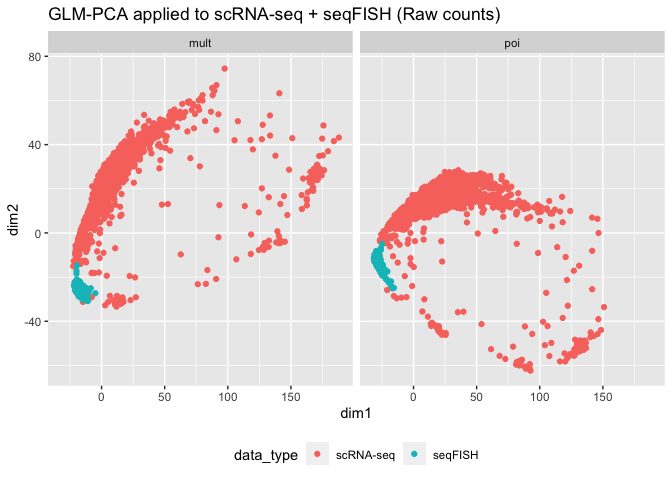 GLM-PCA applied to scRNA-seq + seqFISH (Raw counts)
mult poi
80
40
0
-40
0 50 100 150 0 50 100 150
dim1
dim2
data_type scRNA-seq seqFISH